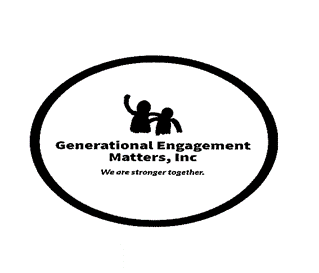 Generational Engagement
Matters, Inc
We are stronger together.